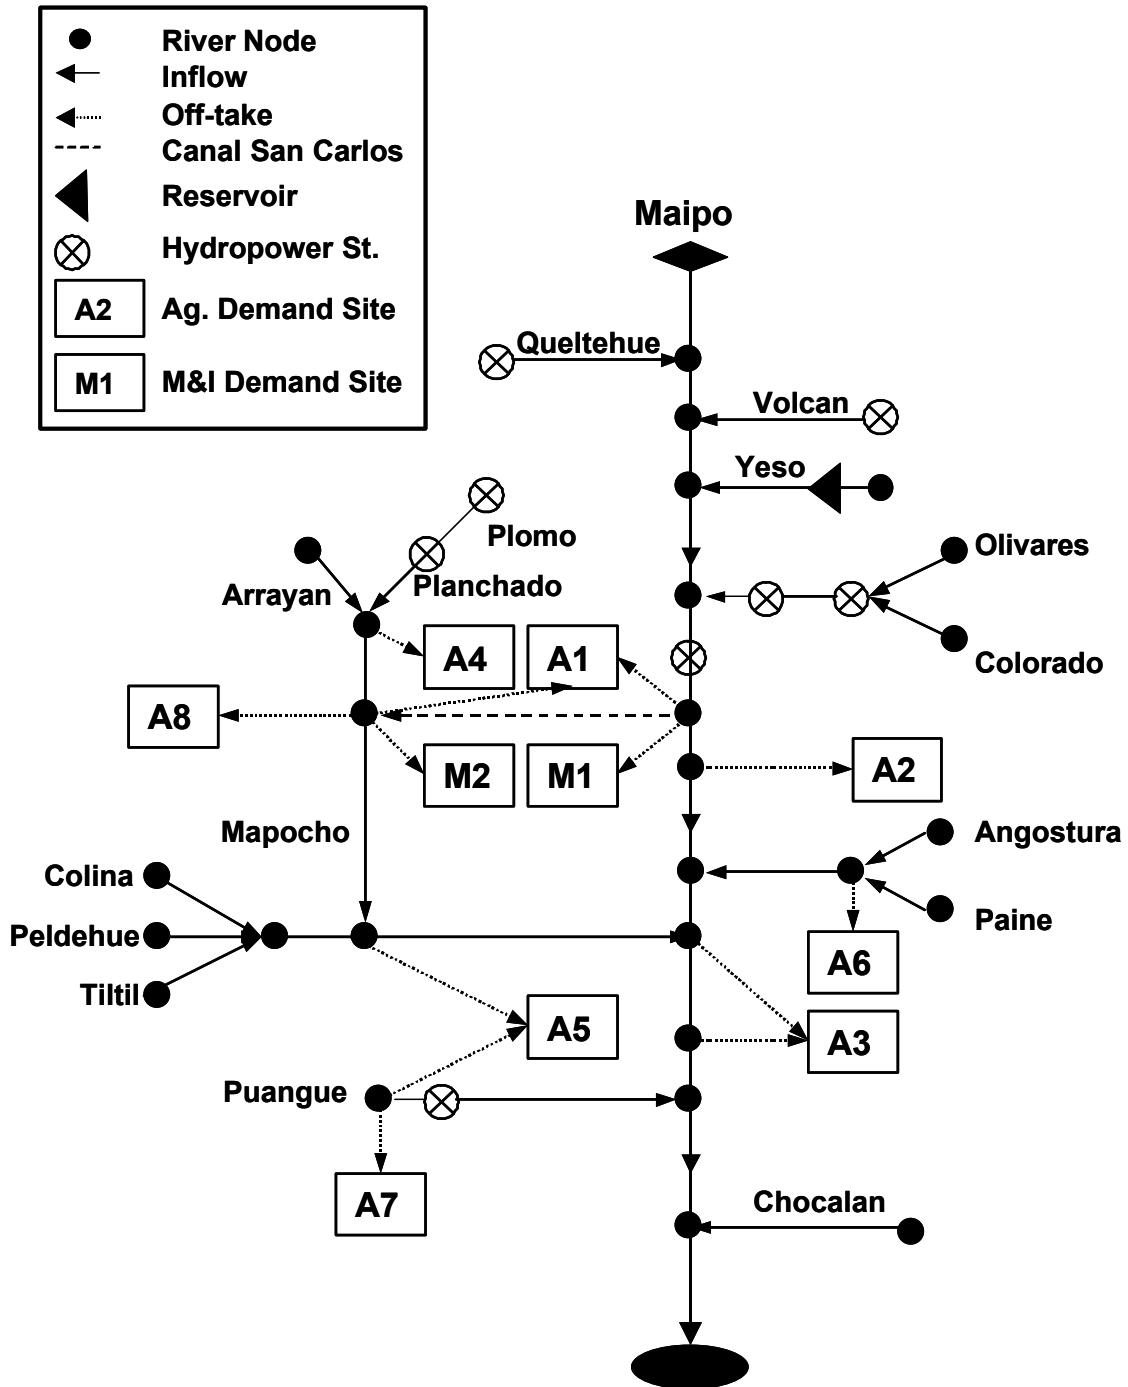 River Node
Inflow
Off-take
Canal San Carlos
Reservoir
Hydropower St.
A2 Ag. Demand Site
M1 M&I Demand Site
Maipo
Queltehue
Volcan
Yeso
Plomo
Olivares
Planchado
Arrayan
Colorado
A4 A1
A8
M2 M1
A2
Mapocho
Angostura
Colina
Paine
Peldehue
A6
Tiltil
A5
A3
Puangue
A7
Chocalan